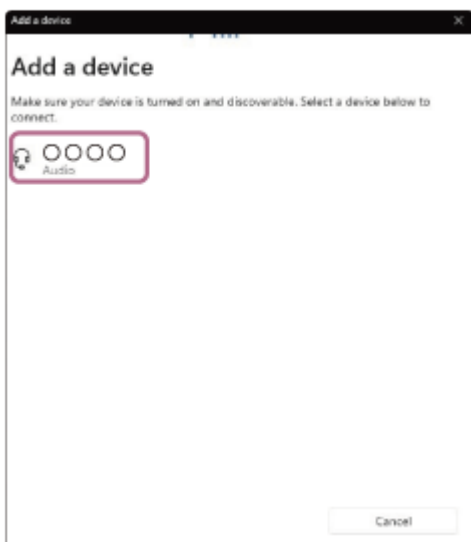 Add a device
Add a device
Make sure your device is turned on and discoverable. Select a device below to
connect.
○○○○
Audio
Cancel